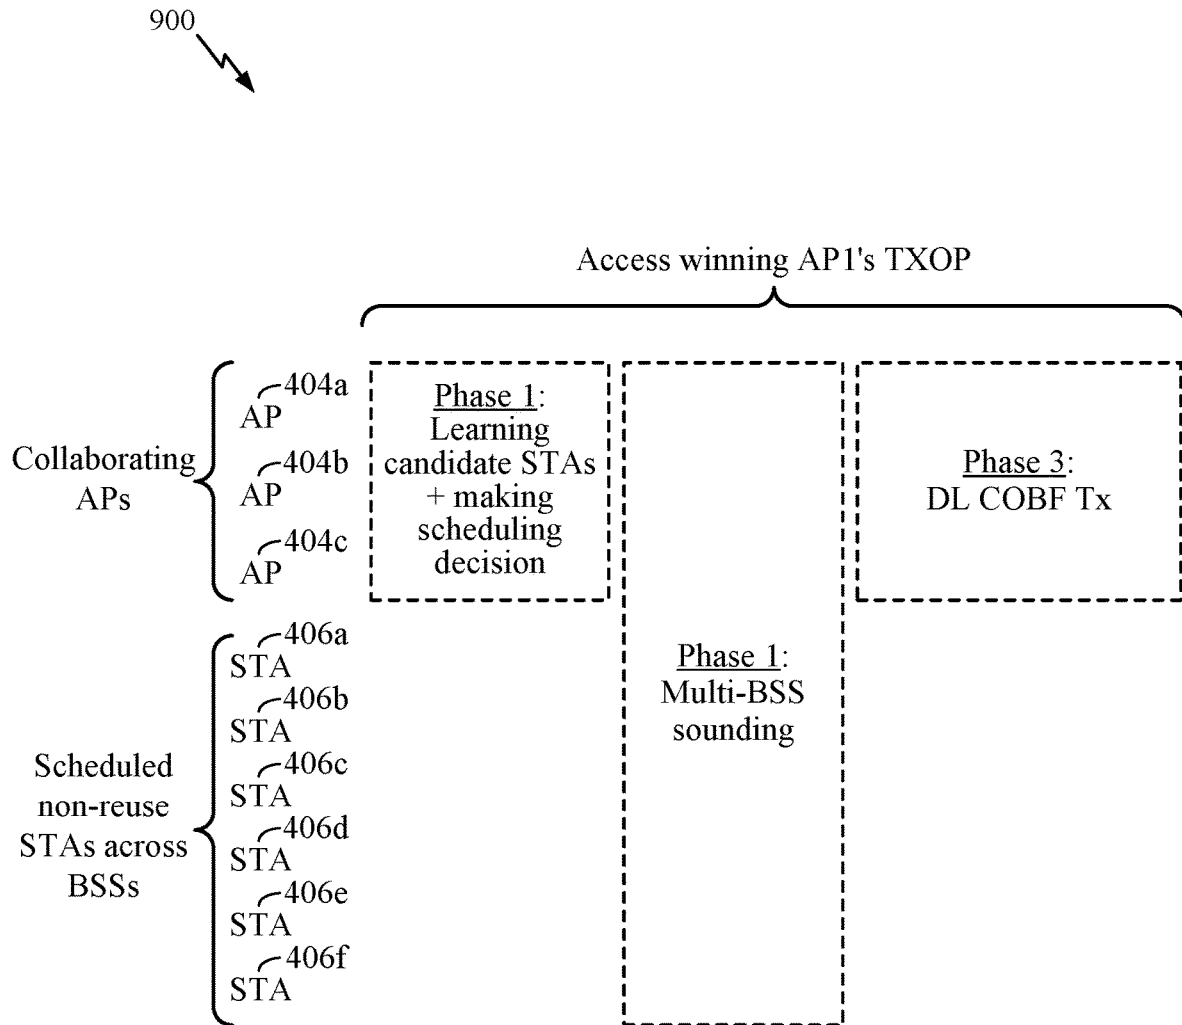 900
Access winning AP1's TXOP
Collaborating
APs
404a
AP
404b
AP
404c
AP
Phase 1:
Learning
candidate STAs
+ making
scheduling
decision
Phase 1:
Multi-BSS
sounding
Phase 3:
DL COBF Tx
Scheduled
non-reuse
STAs across
BSSs
406a
STA
406b
STA
406c
STA
406d
STA
406e
STA
406f
STA